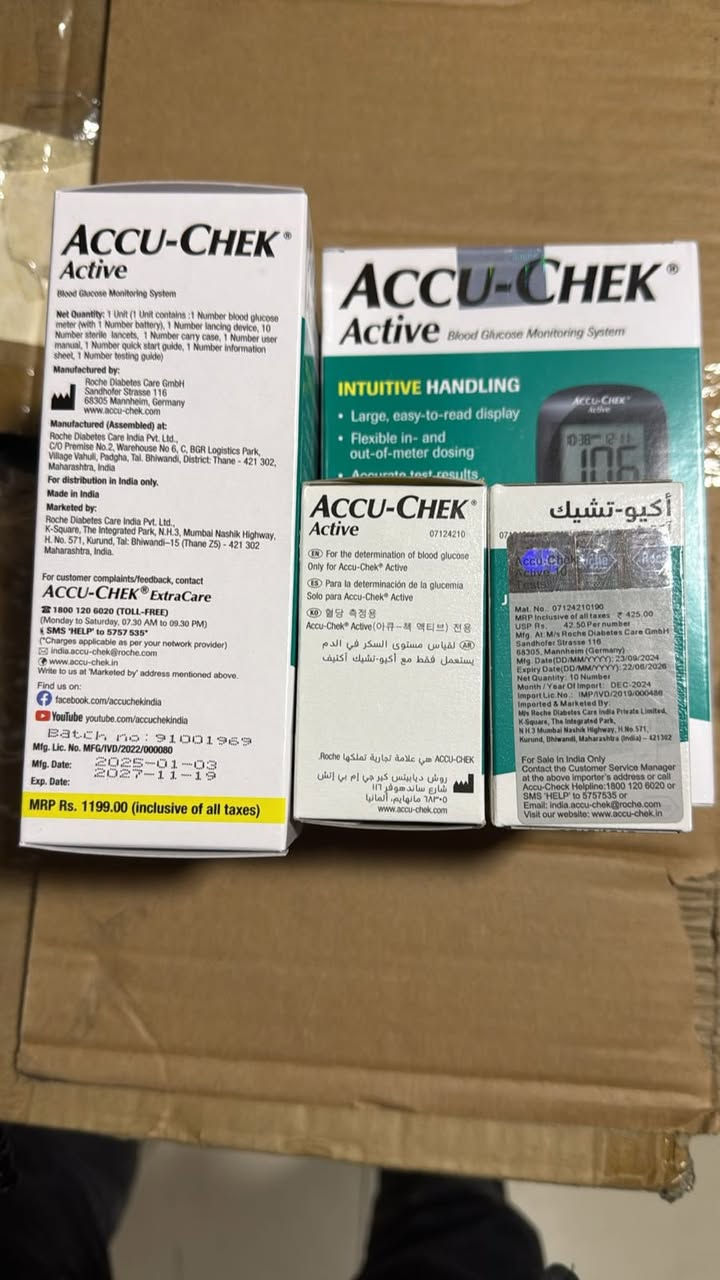 ACCU-CHEK®
Active
Blood Glucose Monitoring System
Net Quantity: 1 Unit (1 Unit contains :1 Number blood glucose
meter (with 1 Number battery), 1 Number lancing device, 10
Number sterile lancets, 1 Number carry case, 1 Number user
manual, 1 Number quick start guide, 1 Number information
sheet, 1 Number testing guide)
Manufactured by:
Roche Diabetes Care GmbH
Sandhofer Strasse 116
68305 Mannheim, Germany
www.accu-chek.com
Manufactured (Assembled) at:
Roche Diabetes Care India Pvt. Ltd.,
C/O Premise No.2, Warehouse No 6, C, BGR Logistics Park,
Village Vahuli, Padgha, Tal. Bhiwandi, District: Thane - 421 302,
Maharashtra, India
For distribution in India only.
Made in India
Marketed by:
Roche Diabetes Care India Pvt. Ltd.,
K-Square, The Integrated Park, N.H.3, Mumbai Nashik Highway,
H. No. 571, Kurund, Tal: Bhiwandi–15 (Thane Z5) - 421 302
Maharashtra, India.
For customer complaints/feedback, contact
ACCU-CHEK® ExtraCare
1800 120 6020 (TOLL-FREE)
(Monday to Saturday, 07.30 AM to 09.30 PM)
SMS 'HELP' to 5757 535*
(*Charges applicable as per your network provider)
india.accu-chek@roche.com
www.accu-chek.in
Write to us at 'Marketed by' address mentioned above.
Find us on:
facebook.com/accuchekindia
YouTube youtube.com/accuchekindia
Batch no: 91001969
Mfg. Lic. No. MFG/IVD/2022/000080
Mfg. Date: 2025-01-03
Exp. Date: 2027-11-19
MRP Rs. 1199.00 (inclusive of all taxes)
ACCU-CHEK®
Active Blood Glucose Monitoring System
INTUITIVE HANDLING
• Large, easy-to-read display
• Flexible in- and
out-of-meter dosing
• Accurate test results
ACCU-CHEK®
Active
10:38 12-11
106
ACCU-CHEK®
Active
07124210
EN For the determination of blood glucose
Only for Accu-Chek® Active
ES Para la determinación de la glucemia
Solo para Accu-Chek® Active
KO 혈당 측정용
Accu-Chek® Active(아큐-첵 액티브) 전용
AR لقياس مستوى السكر في الدم
يستعمل فقط مع أكيو-تشيك أكتيف
ACCU-CHEK هي علامة تجارية تملكها Roche.
روش ديابيتس كير جي إم بي إتش
شارع ساندهوفر ١١٦
٦٨٣٠٥ مانهايم، ألمانيا
www.accu-chek.com
أكيو-تشيك
07
Accu-Chek
Active 10
Tests
Mat. No. 07124210190
MRP Inclusive of all taxes ₹ 425.00
USP Rs. 42.50 Per number
Mfg. At: M/s Roche Diabetes Care GmbH
Sandhofer Strasse 116
68305, Mannheim (Germany)
Mfg. Date(DD/MM/YYYY): 23/09/2024
Expiry Date(DD/MM/YYYY): 22/06/2026
Net Quantity: 10 Number
Month / Year Of Import: DEC-2024
Import Lic.No.: IMP/IVD/2019/000486
Imported & Marketed By:
M/s Roche Diabetes Care India Private Limited,
K-Square, The Integrated Park,
N H 3 Mumbai Nashik Highway, H.No.571,
Kurund, Bhiwandi, Maharashtra (India) – 421302
For Sale in India Only
Contact the Customer Service Manager
at the above importer's address or call
Accu-Check Helpline:1800 120 6020 or
SMS 'HELP' to 5757535 or
Email: india.accu-chek@roche.com
Visit our website: www.accu-chek.in